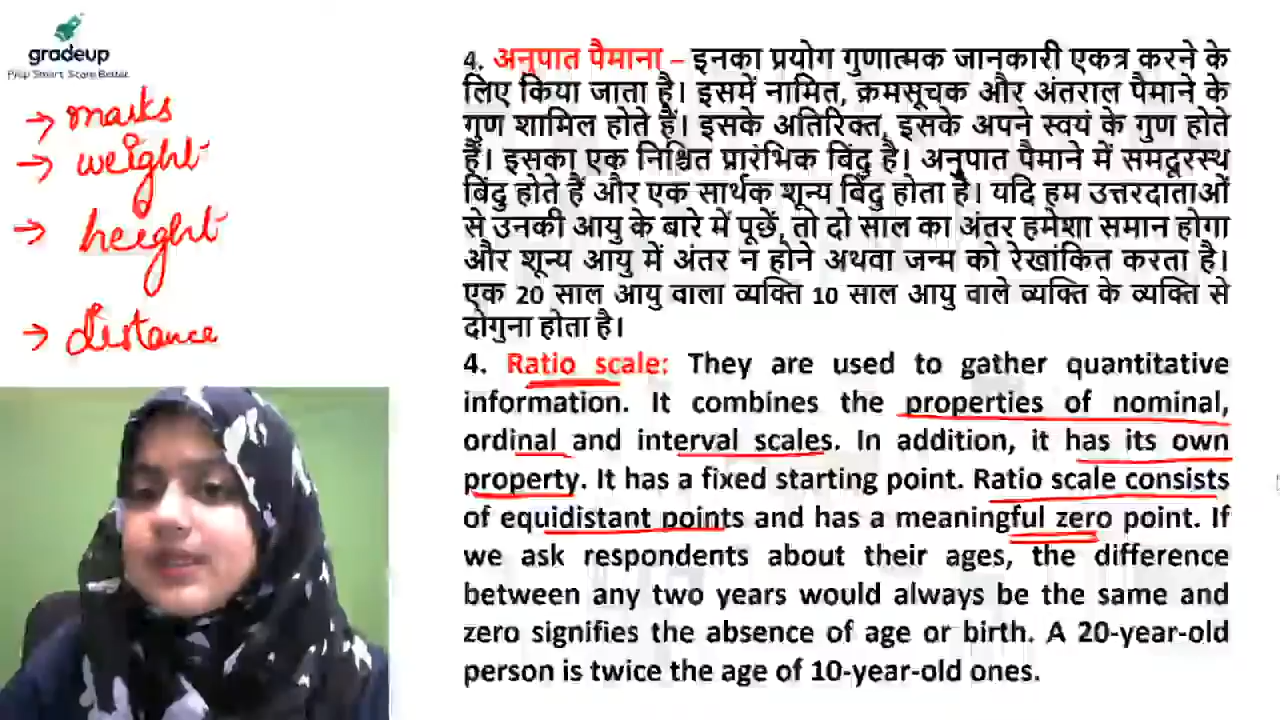 gradeup
Prep Smart. Score Better.
→ marks
→ weight
→ height
→ distance
4. अनुपात पैमाना – इनका प्रयोग गुणात्मक जानकारी एकत्र करने के
लिए किया जाता है। इसमें नामित, क्रमसूचक और अंतराल पैमाने के
गुण शामिल होते हैं। इसके अतिरिक्त, इसके अपने स्वयं के गुण होते
हैं। इसका एक निश्चित प्रारंभिक बिंदु है। अनुपात पैमाने में समदूरस्थ
बिंदु होते हैं और एक सार्थक शून्य बिंदु होता है। यदि हम उत्तरदाताओं
से उनकी आयु के बारे में पूछें, तो दो साल का अंतर हमेशा समान होगा
और शून्य आयु में अंतर न होने अथवा जन्म को रेखांकित करता है।
एक 20 साल आयु वाला व्यक्ति 10 साल आयु वाले व्यक्ति के व्यक्ति से
दोगुना होता है।
4. Ratio scale: They are used to gather quantitative
information. It combines the properties of nominal,
ordinal and interval scales. In addition, it has its own
property. It has a fixed starting point. Ratio scale consists
of equidistant points and has a meaningful zero point. If
we ask respondents about their ages, the difference
between any two years would always be the same and
zero signifies the absence of age or birth. A 20-year-old
person is twice the age of 10-year-old ones.